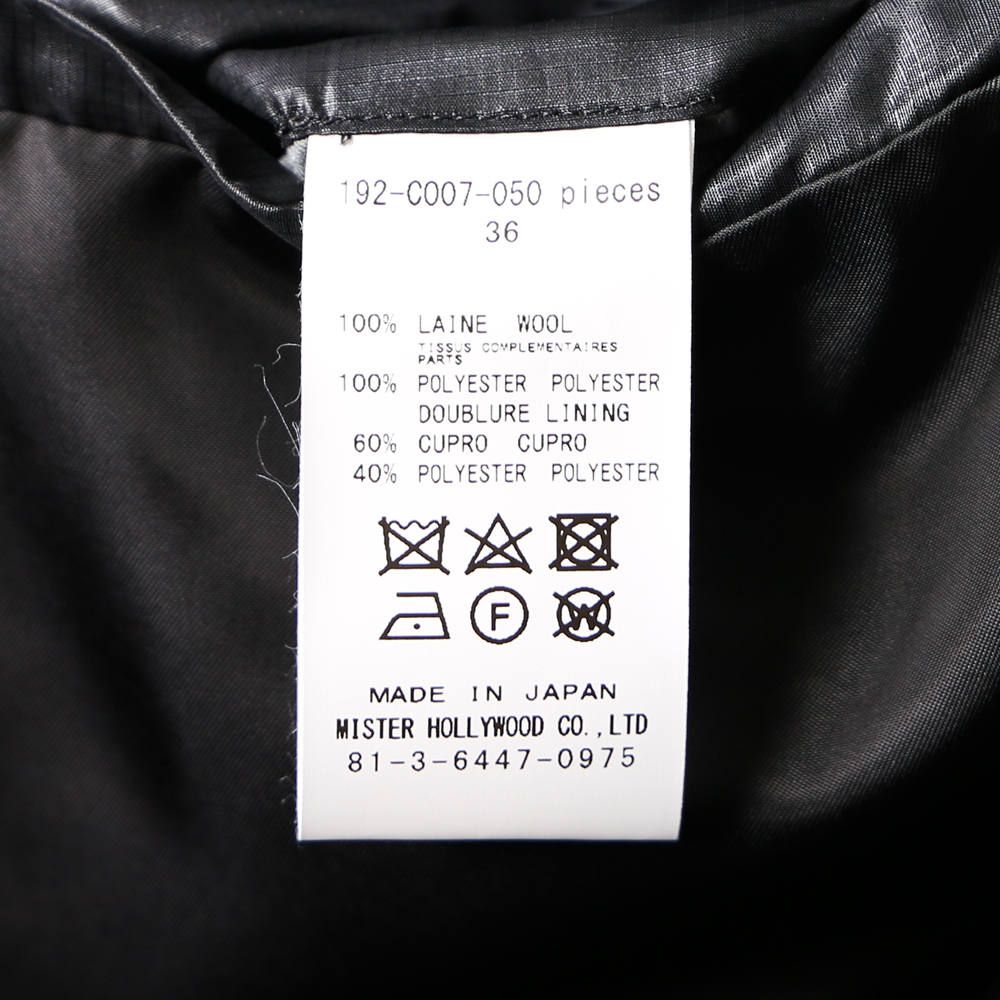 192-C007-050 pieces
36
100% LAINE WOOL
TISSUS COMPLEMENTAIRES
PARTS
100% POLYESTER POLYESTER
DOUBLURE LINING
60% CUPRO CUPRO
40% POLYESTER POLYESTER
F W
MADE IN JAPAN
MISTER HOLLYWOOD CO.,LTD
81-3-6447-0975